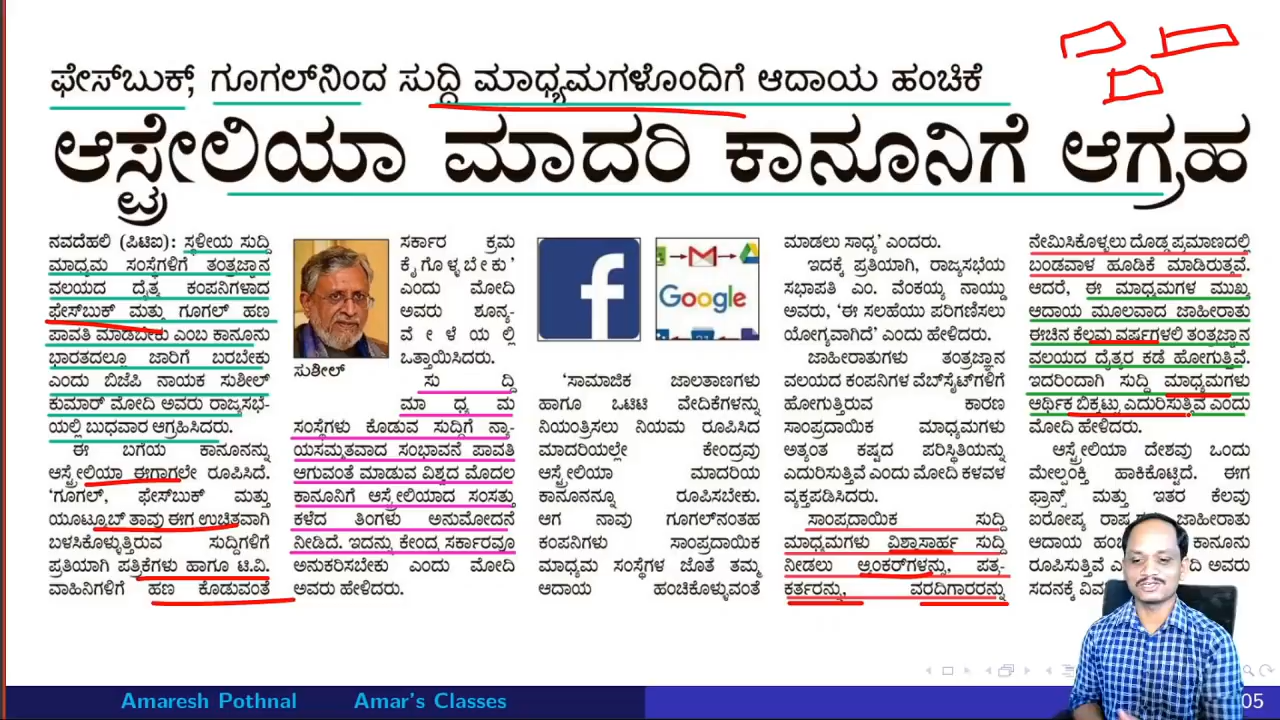 ಫೇಸ್‌ಬುಕ್, ಗೂಗಲ್‌ನಿಂದ ಸುದ್ದಿ ಮಾಧ್ಯಮಗಳೊಂದಿಗೆ ಆದಾಯ ಹಂಚಿಕೆ
ಆಸ್ಟ್ರೇಲಿಯಾ ಮಾದರಿ ಕಾನೂನಿಗೆ ಆಗ್ರಹ
ನವದೆಹಲಿ (ಪಿಟಿಐ): ಸ್ಥಳೀಯ ಸುದ್ದಿ
ಮಾಧ್ಯಮ ಸಂಸ್ಥೆಗಳಿಗೆ ತಂತ್ರಜ್ಞಾನ
ವಲಯದ ದೈತ್ಯ ಕಂಪನಿಗಳಾದ
ಫೇಸ್‌ಬುಕ್ ಮತ್ತು ಗೂಗಲ್ ಹಣ
ಪಾವತಿ ಮಾಡಬೇಕು ಎಂಬ ಕಾನೂನು
ಭಾರತದಲ್ಲೂ ಜಾರಿಗೆ ಬರಬೇಕು
ಎಂದು ಬಿಜೆಪಿ ನಾಯಕ ಸುಶೀಲ್
ಕುಮಾರ್ ಮೋದಿ ಅವರು ರಾಜ್ಯಸಭೆ-
ಯಲ್ಲಿ ಬುಧವಾರ ಆಗ್ರಹಿಸಿದರು.
ಈ ಬಗೆಯ ಕಾನೂನನ್ನು
ಆಸ್ಟ್ರೇಲಿಯಾ ಈಗಾಗಲೇ ರೂಪಿಸಿದೆ.
‘ಗೂಗಲ್, ಫೇಸ್‌ಬುಕ್ ಮತ್ತು
ಯೂಟ್ಯೂಬ್ ತಾವು ಈಗ ಉಚಿತವಾಗಿ
ಬಳಸಿಕೊಳ್ಳುತ್ತಿರುವ ಸುದ್ದಿಗಳಿಗೆ
ಪ್ರತಿಯಾಗಿ ಪತ್ರಿಕೆಗಳು ಹಾಗೂ ಟಿ.ವಿ.
ವಾಹಿನಿಗಳಿಗೆ ಹಣ ಕೊಡುವಂತೆ
ಸುಶೀಲ್
ಸರ್ಕಾರ ಕ್ರಮ
ಕೈಗೊಳ್ಳಬೇಕು’
ಎಂದು ಮೋದಿ
ಅವರು ಶೂನ್ಯ-
ವೇಳೆಯಲ್ಲಿ
ಒತ್ತಾಯಿಸಿದರು.
ಸುದ್ದಿ
ಮಾಧ್ಯಮ
ಸಂಸ್ಥೆಗಳು ಕೊಡುವ ಸುದ್ದಿಗೆ ನ್ಯಾ-
ಯಸಮ್ಮತವಾದ ಸಂಭಾವನೆ ಪಾವತಿ
ಆಗುವಂತೆ ಮಾಡುವ ವಿಶ್ವದ ಮೊದಲ
ಕಾನೂನಿಗೆ ಆಸ್ಟ್ರೇಲಿಯಾದ ಸಂಸತ್ತು
ಕಳೆದ ತಿಂಗಳು ಅನುಮೋದನೆ
ನೀಡಿದೆ. ಇದನ್ನು ಕೇಂದ್ರ ಸರ್ಕಾರವೂ
ಅನುಕರಿಸಬೇಕು ಎಂದು ಮೋದಿ
ಅವರು ಹೇಳಿದರು.
Google
‘ಸಾಮಾಜಿಕ ಜಾಲತಾಣಗಳು
ಹಾಗೂ ಒಟಿಟಿ ವೇದಿಕೆಗಳನ್ನು
ನಿಯಂತ್ರಿಸಲು ನಿಯಮ ರೂಪಿಸಿದ
ಮಾದರಿಯಲ್ಲೇ ಕೇಂದ್ರವು
ಆಸ್ಟ್ರೇಲಿಯಾ ಮಾದರಿಯ
ಕಾನೂನನ್ನೂ ರೂಪಿಸಬೇಕು.
ಆಗ ನಾವು ಗೂಗಲ್‌ನಂತಹ
ಕಂಪನಿಗಳು ಸಾಂಪ್ರದಾಯಿಕ
ಮಾಧ್ಯಮ ಸಂಸ್ಥೆಗಳ ಜೊತೆ ತಮ್ಮ
ಆದಾಯ ಹಂಚಿಕೊಳ್ಳುವಂತೆ
ಮಾಡಲು ಸಾಧ್ಯ’ ಎಂದರು.
ಇದಕ್ಕೆ ಪ್ರತಿಯಾಗಿ, ರಾಜ್ಯಸಭೆಯ
ಸಭಾಪತಿ ಎಂ. ವೆಂಕಯ್ಯ ನಾಯ್ಡು
ಅವರು, ‘ಈ ಸಲಹೆಯು ಪರಿಗಣಿಸಲು
ಯೋಗ್ಯವಾಗಿದೆ’ ಎಂದು ಹೇಳಿದರು.
ಜಾಹೀರಾತುಗಳು ತಂತ್ರಜ್ಞಾನ
ವಲಯದ ಕಂಪನಿಗಳ ವೆಬ್‌ಸೈಟ್‌ಗಳಿಗೆ
ಹೋಗುತ್ತಿರುವ ಕಾರಣ
ಸಾಂಪ್ರದಾಯಿಕ ಮಾಧ್ಯಮಗಳು
ಅತ್ಯಂತ ಕಷ್ಟದ ಪರಿಸ್ಥಿತಿಯನ್ನು
ಎದುರಿಸುತ್ತಿವೆ ಎಂದು ಮೋದಿ ಕಳವಳ
ವ್ಯಕ್ತಪಡಿಸಿದರು.
ಸಾಂಪ್ರದಾಯಿಕ ಸುದ್ದಿ
ಮಾಧ್ಯಮಗಳು ವಿಶ್ವಾಸಾರ್ಹ ಸುದ್ದಿ
ನೀಡಲು ಆ್ಯಂಕರ್‌ಗಳನ್ನು, ಪತ್ರ-
ಕರ್ತರನ್ನು, ವರದಿಗಾರರನ್ನು
ನೇಮಿಸಿಕೊಳ್ಳಲು ದೊಡ್ಡ ಪ್ರಮಾಣದಲ್ಲಿ
ಬಂಡವಾಳ ಹೂಡಿಕೆ ಮಾಡಿರುತ್ತವೆ.
ಆದರೆ, ಈ ಮಾಧ್ಯಮಗಳ ಮುಖ್ಯ
ಆದಾಯ ಮೂಲವಾದ ಜಾಹೀರಾತು
ಈಚಿನ ಕೆಲವು ವರ್ಷಗಳಲಿ ತಂತ್ರಜ್ಞಾನ
ವಲಯದ ದೈತ್ಯರ ಕಡೆ ಹೋಗುತ್ತಿವೆ.
ಇದರಿಂದಾಗಿ ಸುದ್ದಿ ಮಾಧ್ಯಮಗಳು
ಆರ್ಥಿಕ ಬಿಕ್ಕಟ್ಟು ಎದುರಿಸುತ್ತಿವೆ ಎಂದು
ಮೋದಿ ಹೇಳಿದರು.
ಆಸ್ಟ್ರೇಲಿಯಾ ದೇಶವು ಒಂದು
ಮೇಲ್ಪಂಕ್ತಿ ಹಾಕಿಕೊಟ್ಟಿದೆ. ಈಗ
ಫ್ರಾನ್ಸ್ ಮತ್ತು ಇತರ ಕೆಲವು
ಐರೋಪ್ಯ ಜಾಹೀರಾತು
ಆದಾಯ ಕಾನೂನು
ರೂಪಿಸುತ್ತಿವೆ ಅವರು
ಸದನಕ್ಕೆ
Amaresh Pothnal Amar's Classes 05